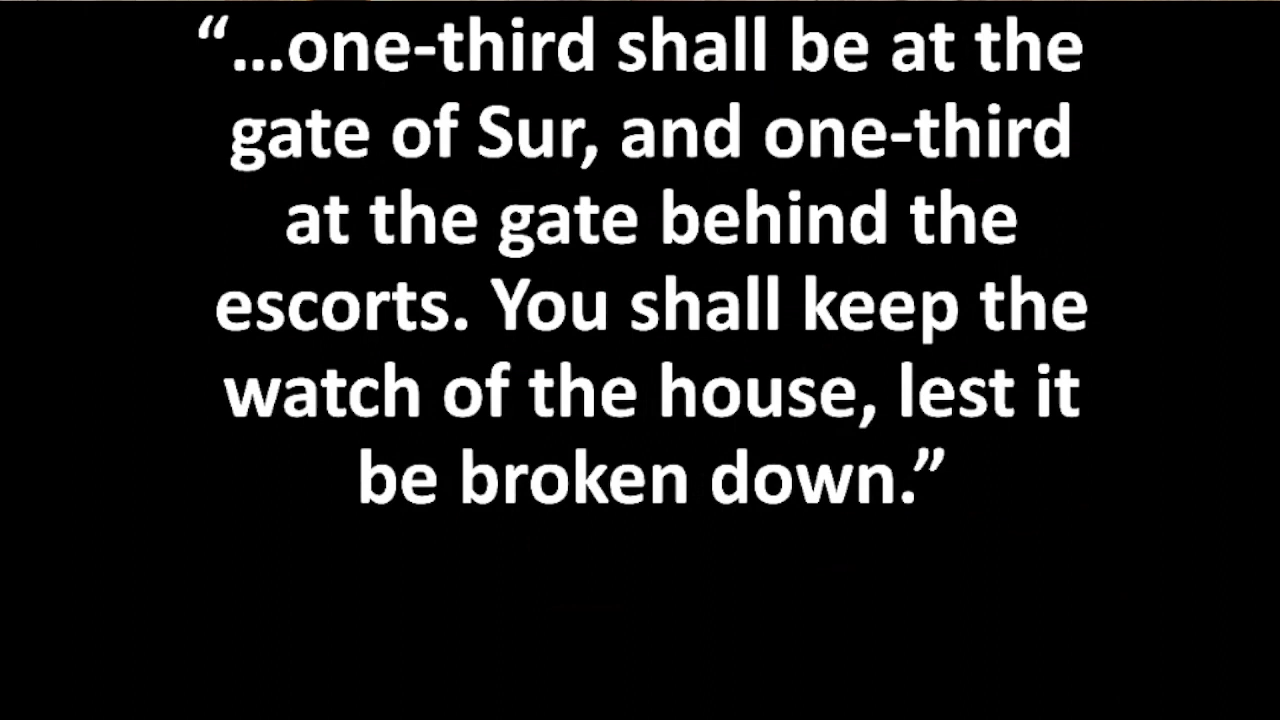 “…one-third shall be at the
gate of Sur, and one-third
at the gate behind the
escorts. You shall keep the
watch of the house, lest it
be broken down.”